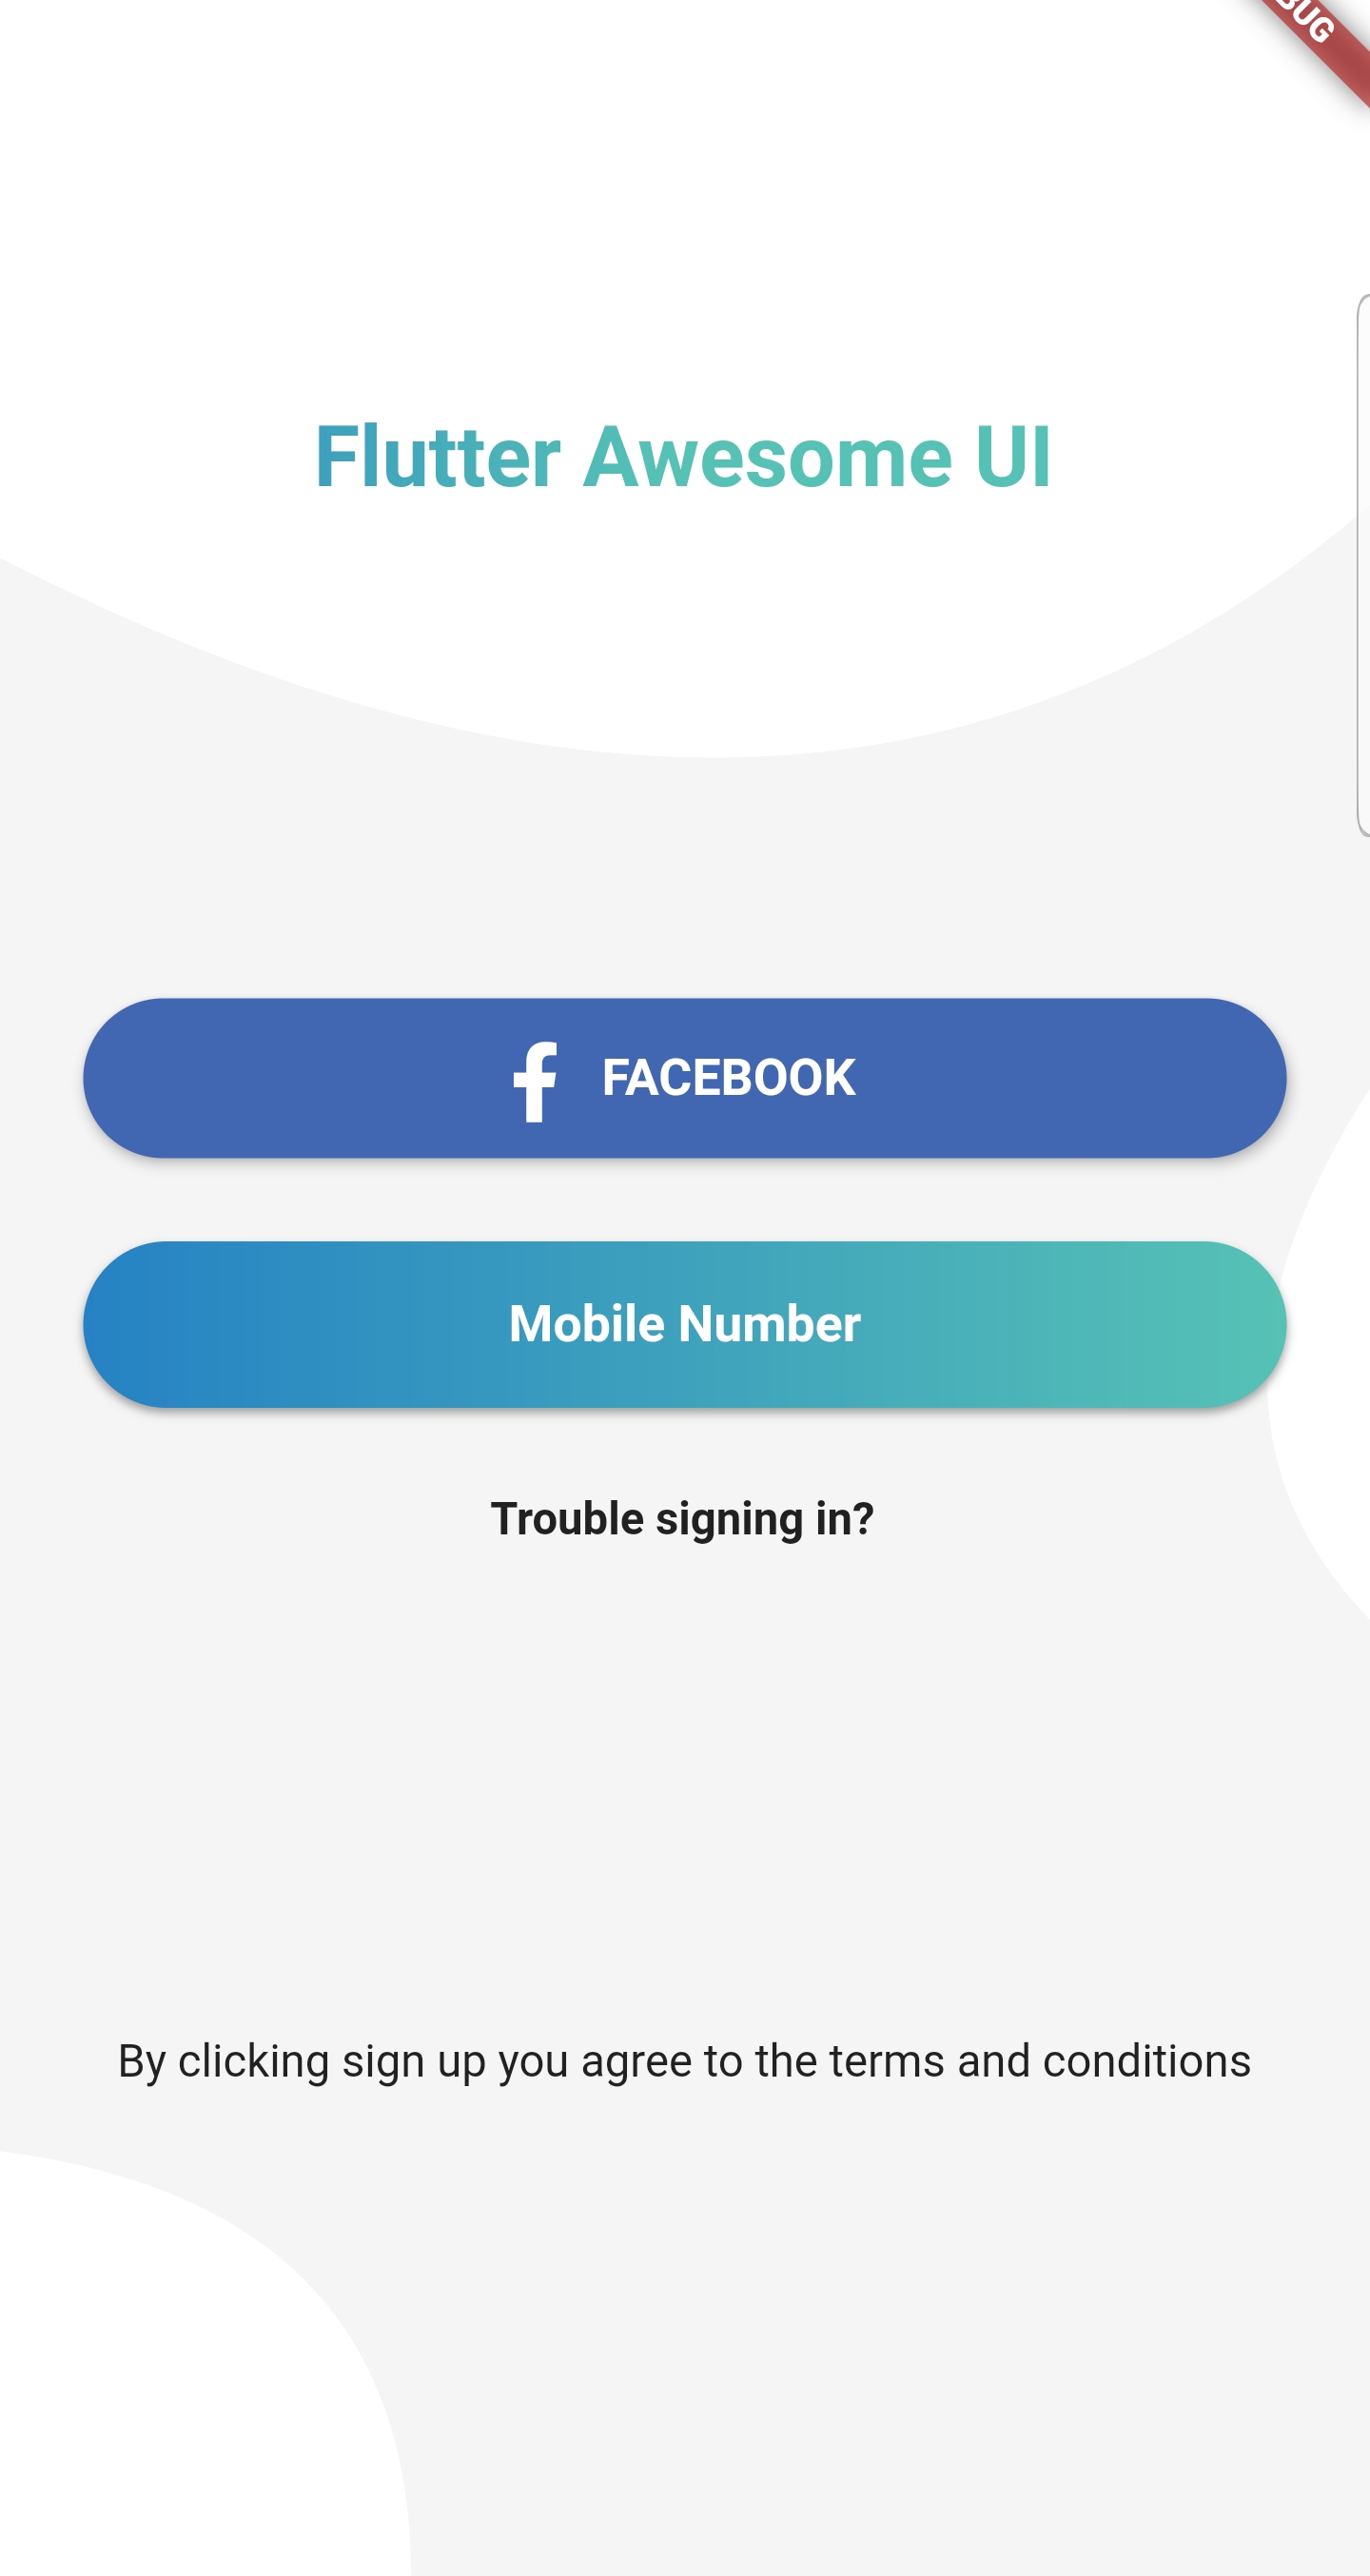 Flutter Awesome UI
FACEBOOK
Mobile Number
Trouble signing in?
By clicking sign up you agree to the terms and conditions